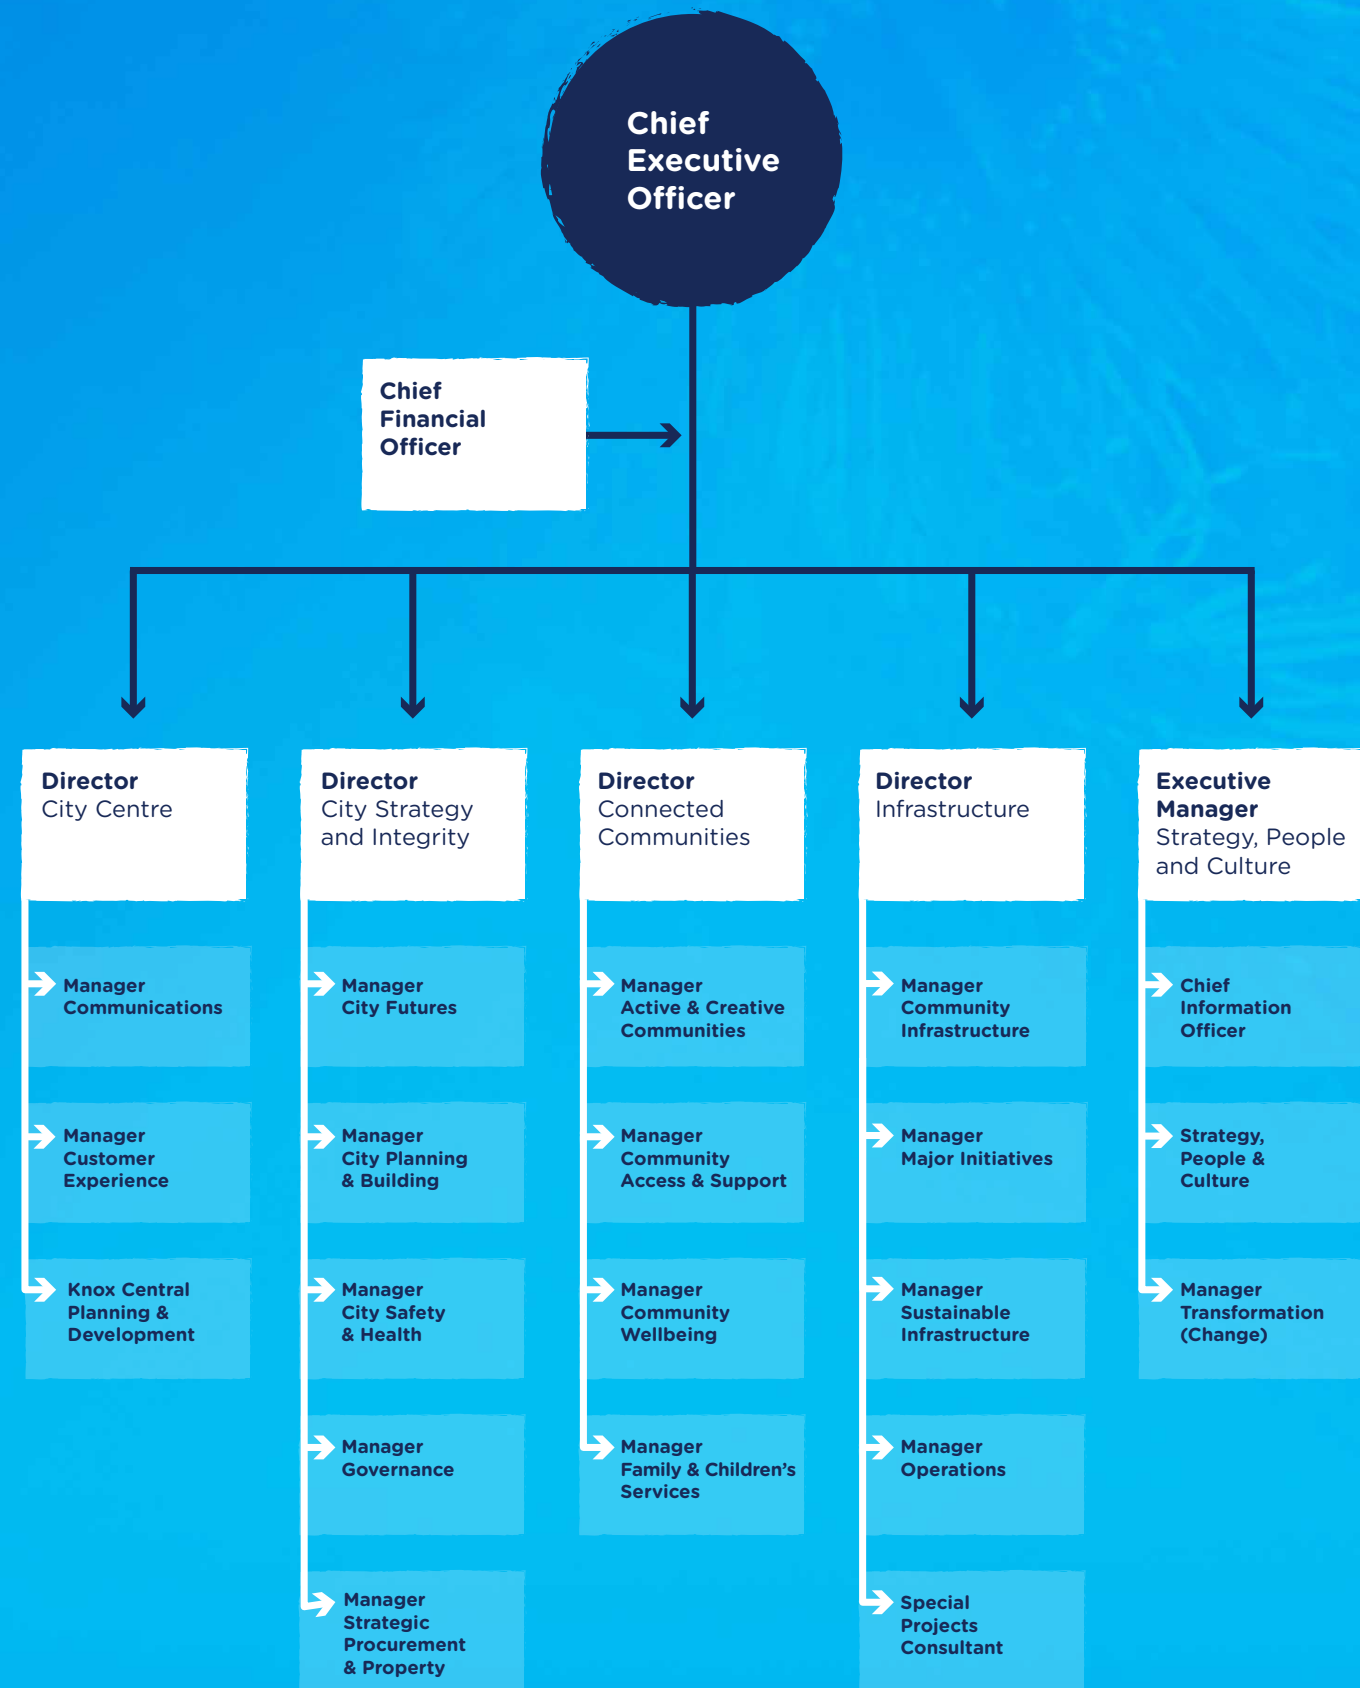 Chief
Executive
Officer
Chief
Financial
Officer
Director
City Centre
Manager
Communications
Manager
Customer
Experience
Knox Central
Planning &
Development
Director
City Strategy
and Integrity
Manager
City Futures
Manager
City Planning
& Building
Manager
City Safety
& Health
Manager
Governance
Manager
Strategic
Procurement
& Property
Director
Connected
Communities
Manager
Active & Creative
Communities
Manager
Community
Access & Support
Manager
Community
Wellbeing
Manager
Family & Children’s
Services
Director
Infrastructure
Manager
Community
Infrastructure
Manager
Major Initiatives
Manager
Sustainable
Infrastructure
Manager
Operations
Special
Projects
Consultant
Executive
Manager
Strategy, People
and Culture
Chief
Information
Officer
Strategy,
People &
Culture
Manager
Transformation
(Change)